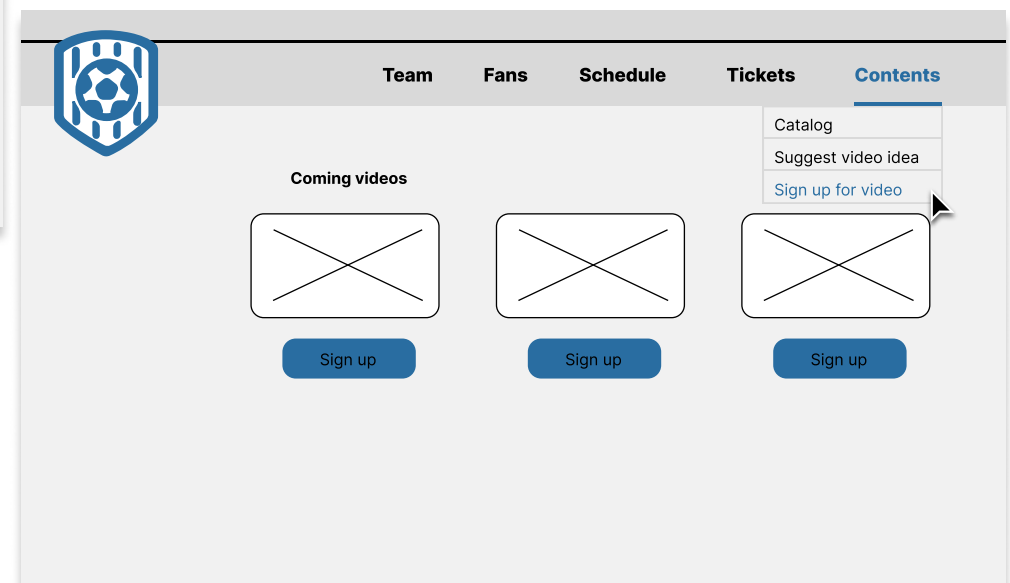 Team Fans Schedule Tickets Contents
Catalog
Suggest video idea
Sign up for video
Coming videos
Sign up Sign up Sign up